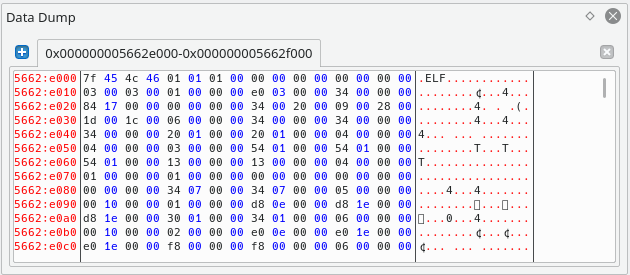 Data Dump
0x000000005662e000-0x000000005662f000
5662:e000 7f 45 4c 46 01 01 01 00 00 00 00 00 00 00 00 00 .ELF............
5662:e010 03 00 03 00 01 00 00 00 e0 03 00 00 34 00 00 00 ........¢...4...
5662:e020 84 17 00 00 00 00 00 00 34 00 20 00 09 00 28 00 ........4. . .(.
5662:e030 1d 00 1c 00 06 00 00 00 34 00 00 00 34 00 00 00 ........4...4...
5662:e040 34 00 00 00 20 01 00 00 20 01 00 00 04 00 00 00 4... ... .......
5662:e050 04 00 00 00 03 00 00 00 54 01 00 00 54 01 00 00 ........T...T...
5662:e060 54 01 00 00 13 00 00 00 13 00 00 00 04 00 00 00 T...............
5662:e070 01 00 00 00 01 00 00 00 00 00 00 00 00 00 00 00 ................
5662:e080 00 00 00 00 34 07 00 00 34 07 00 00 05 00 00 00 ....4...4.......
5662:e090 00 10 00 00 01 00 00 00 d8 0e 00 00 d8 1e 00 00 ........▯...▯...
5662:e0a0 d8 1e 00 00 30 01 00 00 34 01 00 00 06 00 00 00 ▯...0...4.......
5662:e0b0 00 10 00 00 02 00 00 00 e0 0e 00 00 e0 1e 00 00 ........¢...¢...
5662:e0c0 e0 1e 00 00 f8 00 00 00 f8 00 00 00 06 00 00 00 ¢... ... .......